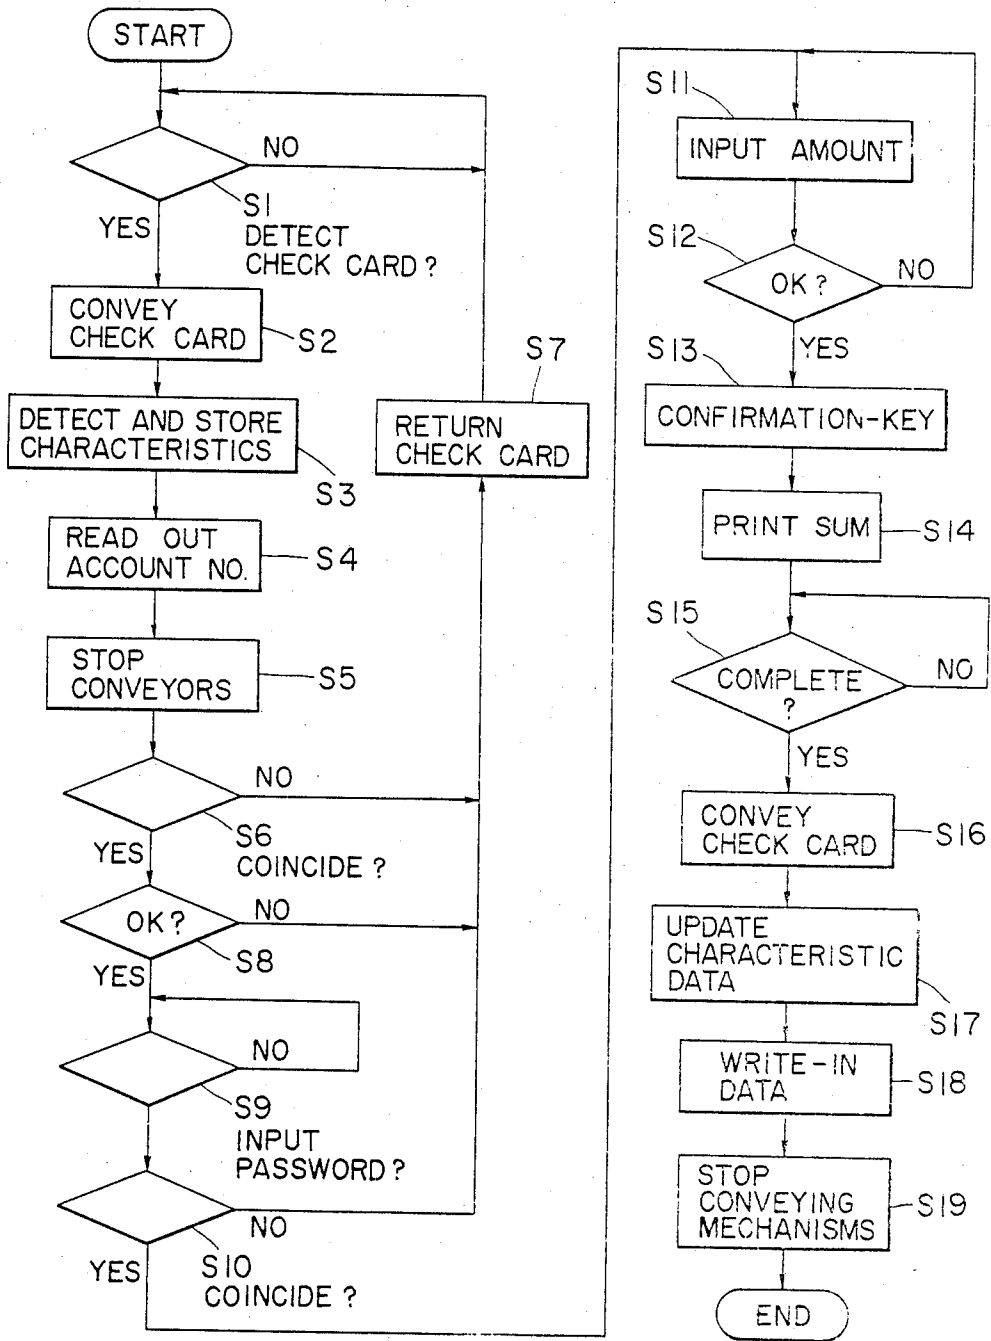 START
NO
S1
DETECT
CHECK CARD?
YES
CONVEY
CHECK CARD
S2
DETECT AND STORE
CHARACTERISTICS
S3
READ OUT
ACCOUNT NO.
S4
STOP
CONVEYORS
S5
NO
S6
COINCIDE?
YES
OK?
NO
S8
YES
NO
S9
INPUT
PASSWORD?
NO
S10
COINCIDE?
YES
S7
RETURN
CHECK CARD
S11
INPUT AMOUNT
S12
OK?
NO
YES
S13
CONFIRMATION-KEY
PRINT SUM
S14
S15
COMPLETE
?
NO
YES
CONVEY
CHECK CARD
S16
UPDATE
CHARACTERISTIC
DATA
S17
WRITE-IN
DATA
S18
STOP
CONVEYING
MECHANISMS
S19
END